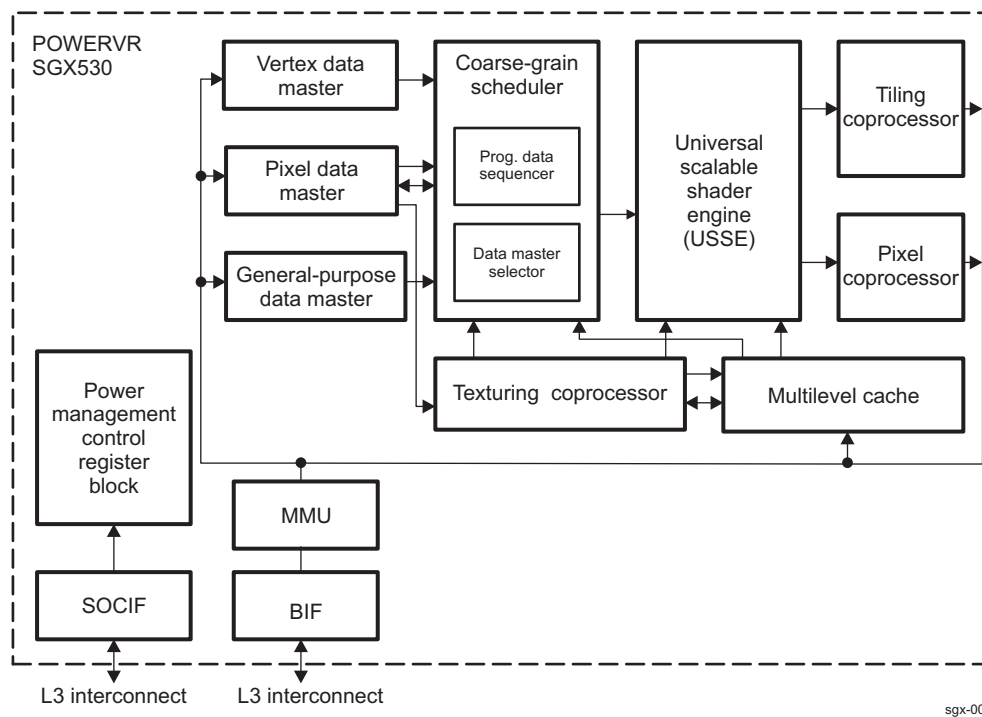 POWERVR
SGX530
Vertex data
master
Pixel data
master
General-purpose
data master
Coarse-grain
scheduler
Prog. data
sequencer
Data master
selector
Universal
scalable
shader
engine
(USSE)
Tiling
coprocessor
Pixel
coprocessor
Power
management
control
register
block
Texturing coprocessor
Multilevel cache
MMU
SOCIF
BIF
L3 interconnect
L3 interconnect